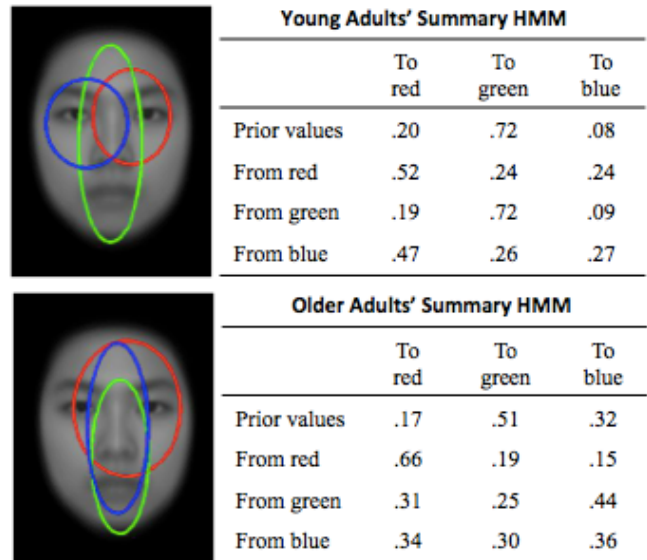 Young Adults' Summary HMM
To To To
red green blue
Prior values .20 .72 .08
From red .52 .24 .24
From green .19 .72 .09
From blue .47 .26 .27
Older Adults' Summary HMM
To To To
red green blue
Prior values .17 .51 .32
From red .66 .19 .15
From green .31 .25 .44
From blue .34 .30 .36